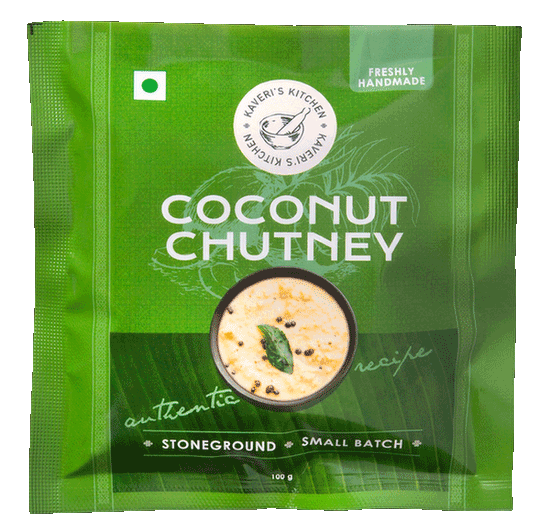 FRESHLY
HANDMADE
KAVERI'S KITCHEN
KAVERI'S KITCHEN
COCONUT
CHUTNEY
authentic recipe
STONEGROUND SMALL BATCH
100 g